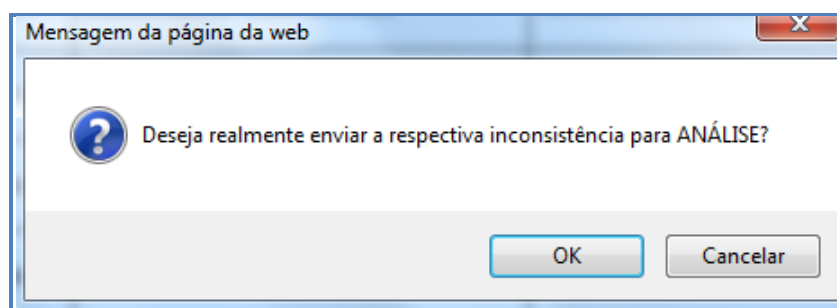 Mensagem da página da web
Deseja realmente enviar a respectiva inconsistência para ANÁLISE?
OK
Cancelar